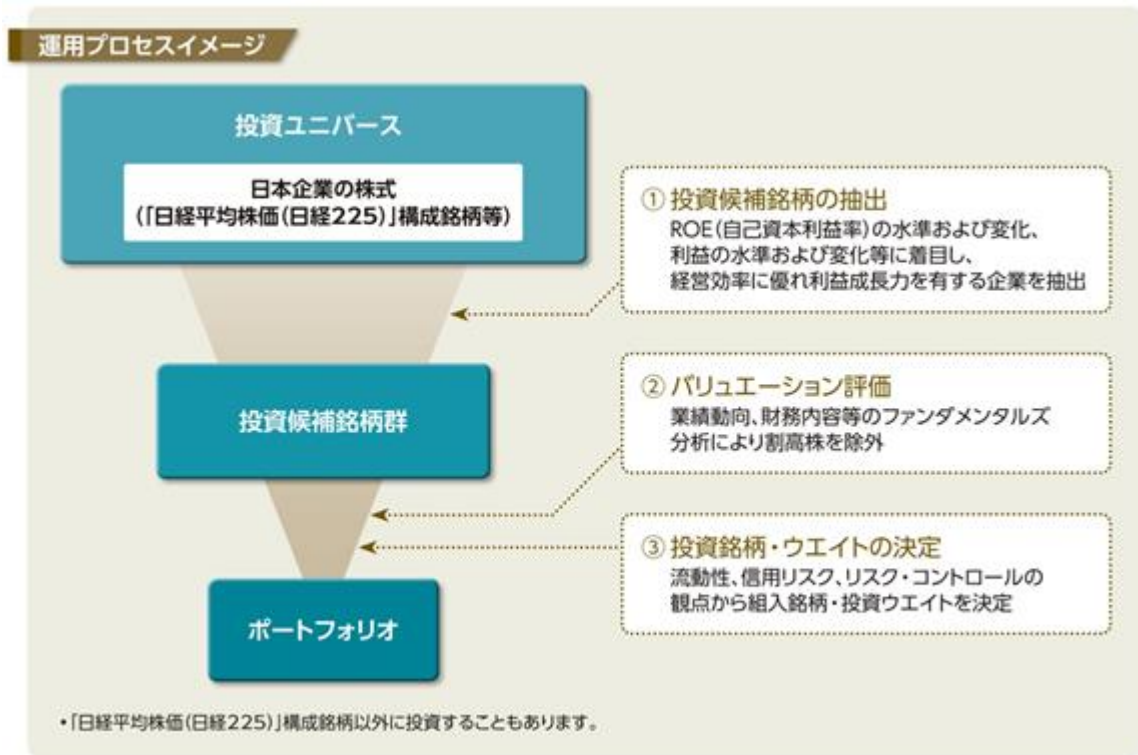 運用プロセスイメージ
投資ユニバース
日本企業の株式
(「日経平均株価(日経225)」構成銘柄等)
① 投資候補銘柄の抽出
ROE(自己資本利益率)の水準および変化、
利益の水準および変化等に着目し、
経営効率に優れ利益成長力を有する企業を抽出
投資候補銘柄群
② バリュエーション評価
業績動向、財務内容等のファンダメンタルズ
分析により割高株を除外
③ 投資銘柄・ウエイトの決定
流動性、信用リスク、リスク・コントロールの
観点から組入銘柄・投資ウエイトを決定
ポートフォリオ
・「日経平均株価(日経225)」構成銘柄以外に投資することもあります。